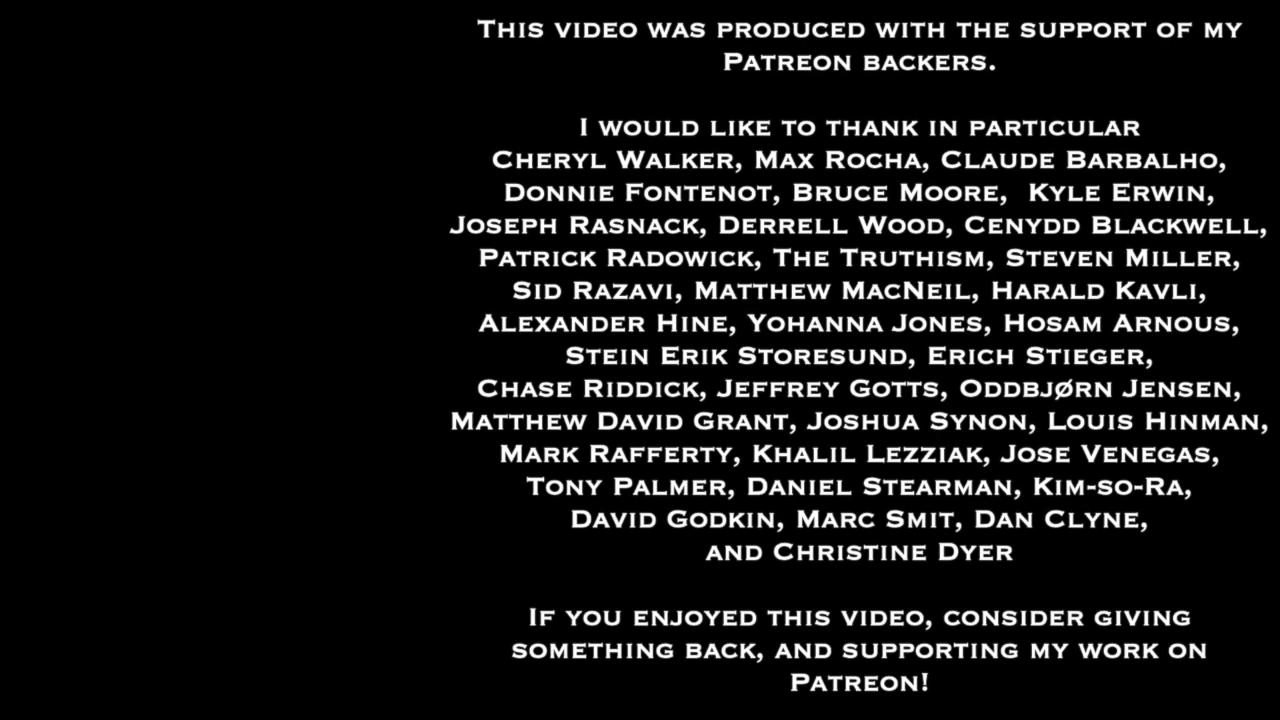 This video was produced with the support of my
Patreon backers.
I would like to thank in particular
Cheryl Walker, Max Rocha, Claude Barbalho,
Donnie Fontenot, Bruce Moore,  Kyle Erwin,
Joseph Rasnack, Derrell Wood, Cenydd Blackwell,
Patrick Radowick, The Truthism, Steven Miller,
Sid Razavi, Matthew MacNeil, Harald Kavli,
Alexander Hine, Yohanna Jones, Hosam Arnous,
Stein Erik Storesund, Erich Stieger,
Chase Riddick, Jeffrey Gotts, Oddbjørn Jensen,
Matthew David Grant, Joshua Synon, Louis Hinman,
Mark Rafferty, Khalil Lezziak, Jose Venegas,
Tony Palmer, Daniel Stearman, Kim-so-Ra,
David Godkin, Marc Smit, Dan Clyne,
and Christine Dyer
If you enjoyed this video, consider giving
something back, and supporting my work on
Patreon!